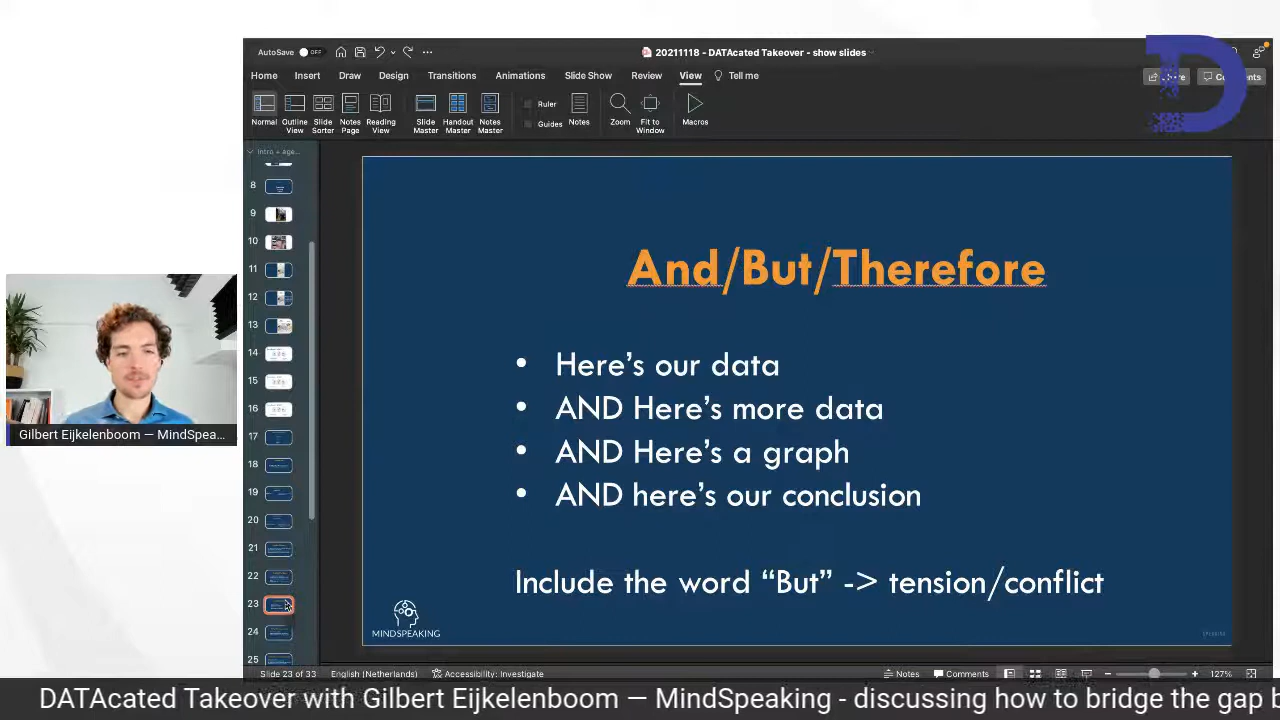 AutoSave OFF
20211118 - DATAcated Takeover - show slides
Home Insert Draw Design Transitions Animations Slide Show Review View Tell me
Share Comments
Normal Outline View Slide Sorter Notes Page Reading View Slide Master Handout Master Notes Master Ruler Guides Notes Zoom Fit to Window Macros
Intro + age...
8
9
10
11
12
13
14
15
16
17
18
19
20
21
22
23
24
25
And/But/Therefore
• Here’s our data
• AND Here’s more data
• AND Here’s a graph
• AND here’s our conclusion
Include the word “But” -> tension/conflict
MINDSPEAKING
Gilbert Eijkelenboom — MindSpea...
Slide 23 of 33 English (Netherlands) Accessibility: Investigate Notes Comments 127%
DATAcated Takeover with Gilbert Eijkelenboom — MindSpeaking - discussing how to bridge the gap b